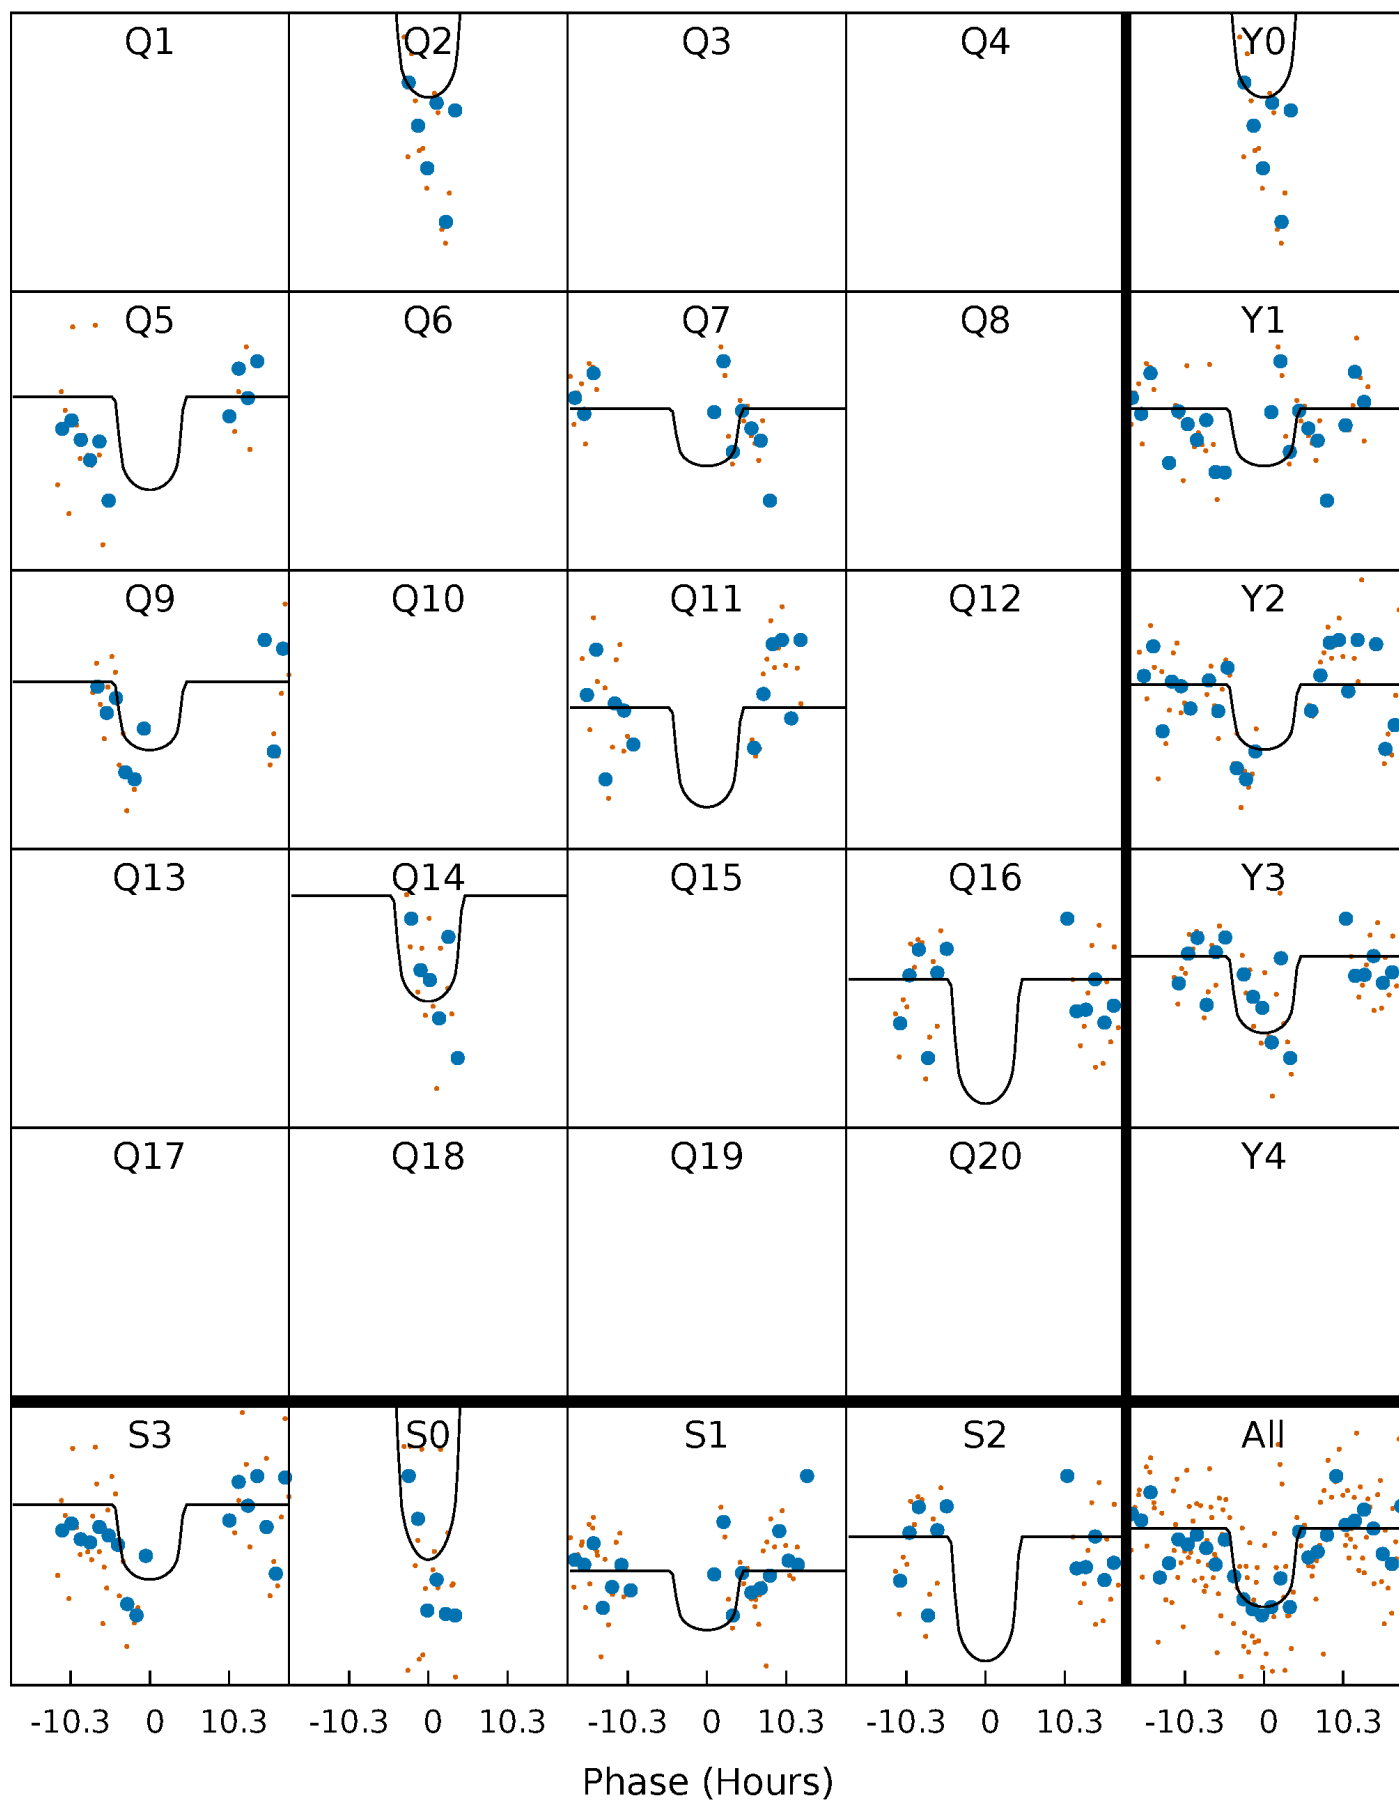 Q1 Q2 Q3 Q4 Y0
Q5 Q6 Q7 Q8 Y1
Q9 Q10 Q11 Q12 Y2
Q13 Q14 Q15 Q16 Y3
Q17 Q18 Q19 Q20 Y4
S3 S0 S1 S2 All
-10.3 0 10.3 -10.3 0 10.3 -10.3 0 10.3 -10.3 0 10.3 -10.3 0 10.3
Phase (Hours)